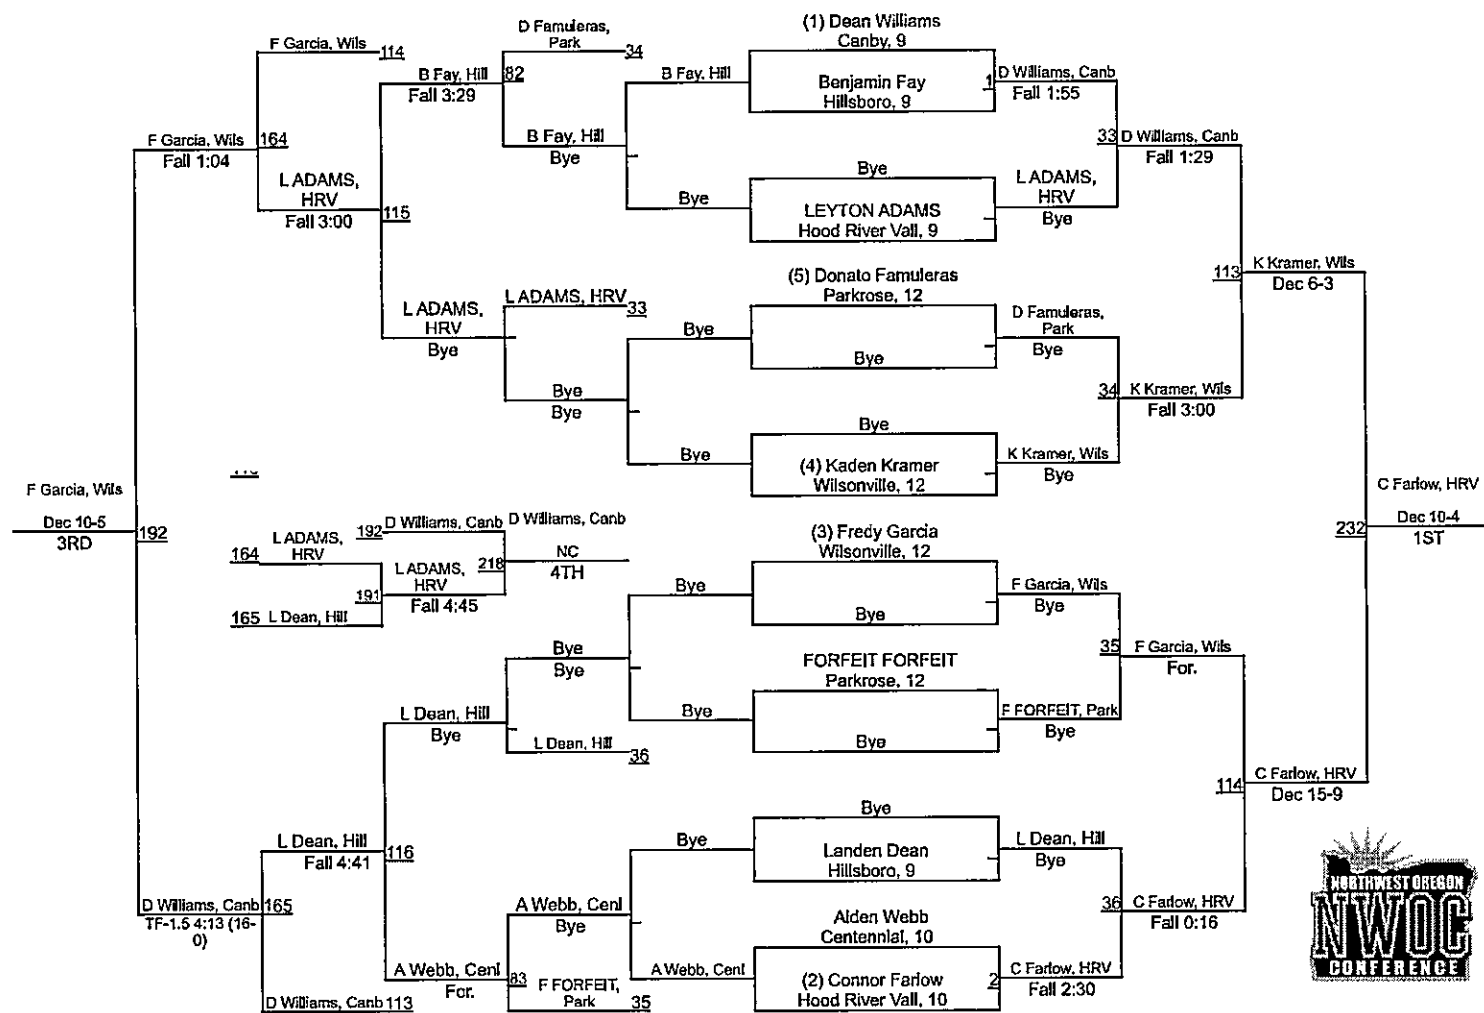 (1) Dean Williams
Canby, 9
D Famuleras,
Park
34
F Garcia, Wils
114
B Fay, Hill
82
Fall 3:29
B Fay, Hill
Benjamin Fay
Hillsboro, 9
1
D Williams, Canb
Fall 1:55
F Garcia, Wils
164
Fall 1:04
B Fay, Hill
Bye
33
D Williams, Canb
Fall 1:29
L ADAMS,
HRV
Fall 3:00
115
Bye
Bye
LEYTON ADAMS
Hood River Vall, 9
L ADAMS,
HRV
Bye
113
K Kramer, Wils
Dec 6-3
(5) Donato Famuleras
Parkrose, 12
L ADAMS,
HRV
Bye
L ADAMS, HRV
33
Bye
Bye
D Famuleras,
Park
Bye
Bye
Bye
34
K Kramer, Wils
Fall 3:00
Bye
Bye
(4) Kaden Kramer
Wilsonville, 12
K Kramer, Wils
Bye
F Garcia, Wils
Dec 10-5
3RD
192
C Farlow, HRV
232
Dec 10-4
1ST
192
D Williams, Canb
D Williams, Canb
164
L ADAMS,
HRV
L ADAMS,
HRV
218
NC
4TH
191
Fall 4:45
165
L Dean, Hill
(3) Fredy Garcia
Wilsonville, 12
Bye
Bye
F Garcia, Wils
Bye
Bye
Bye
FORFEIT FORFEIT
Parkrose, 12
35
F Garcia, Wils
For.
L Dean, Hill
Bye
L Dean, Hill
36
Bye
Bye
F FORFEIT, Park
Bye
114
C Farlow, HRV
Dec 15-9
Bye
L Dean, Hill
Fall 4:41
116
Bye
Landen Dean
Hillsboro, 9
L Dean, Hill
Bye
D Williams, Canb
165
TF-1.5 4:13 (16-
0)
A Webb, Cenl
Bye
Alden Webb
Centennial, 10
36
C Farlow, HRV
Fall 0:16
A Webb, Cenl
For.
83
A Webb, Cenl
(2) Connor Farlow
Hood River Vall, 10
2
C Farlow, HRV
Fall 2:30
D Williams, Canb
113
F FORFEIT,
Park
35
NORTHWEST OREGON
NWOC
CONFERENCE